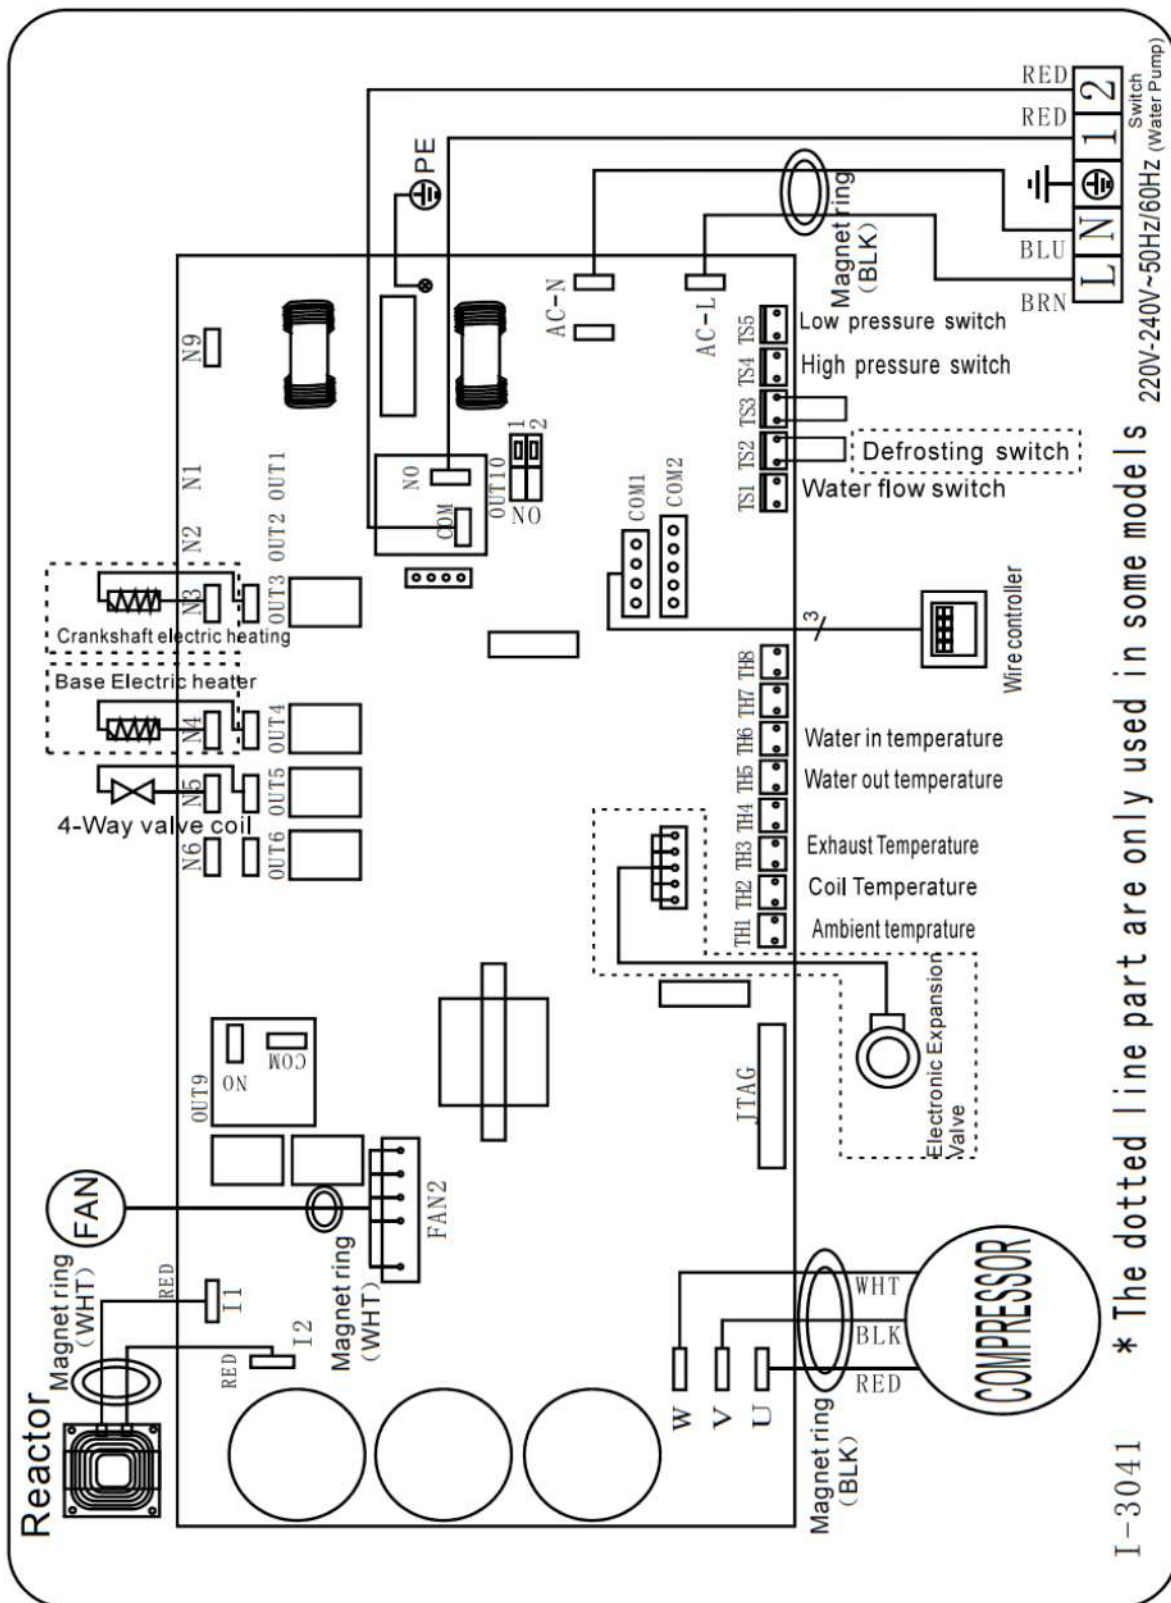 RED
2
Switch
(Water Pump)
RED
1
PE
Magnet ring
(BLK)
BLU
N
220V-240V~50Hz/60Hz
BRN
L
N9
AC-N
AC-L
TS5
Low pressure switch
TS4
High pressure switch
TS3
TS2
Defrosting switch
TS1
Water flow switch
N1
OUT1
NO
COM
OUT10
1
2
NO
N2
OUT2
COM1
COM2
N3
OUT3
Crankshaft electric heating
3
Wire controller
Base Electric heater
N4
OUT4
N5
OUT5
4-Way valve coil
N6
OUT6
TH8
TH7
TH6
Water in temperature
TH5
Water out temperature
TH4
TH3
Exhaust Temperature
TH2
Coil Temperature
TH1
Ambient temprature
Electronic Expansion
Valve
OUT9
NO
COM
JTAG
FAN
FAN2
Magnet ring
(WHT)
Magnet ring
(WHT)
RED
I1
RED
I2
Reactor
W
V
U
WHT
BLK
RED
Magnet ring
(BLK)
COMPRESSOR
I-3041
* The dotted line part are only used in some models